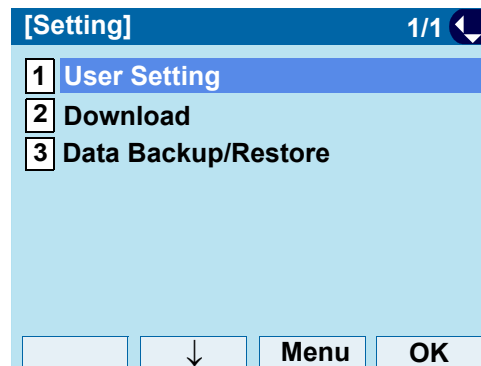 [Setting] 1/1
1 User Setting
2 Download
3 Data Backup/Restore
↓ Menu OK